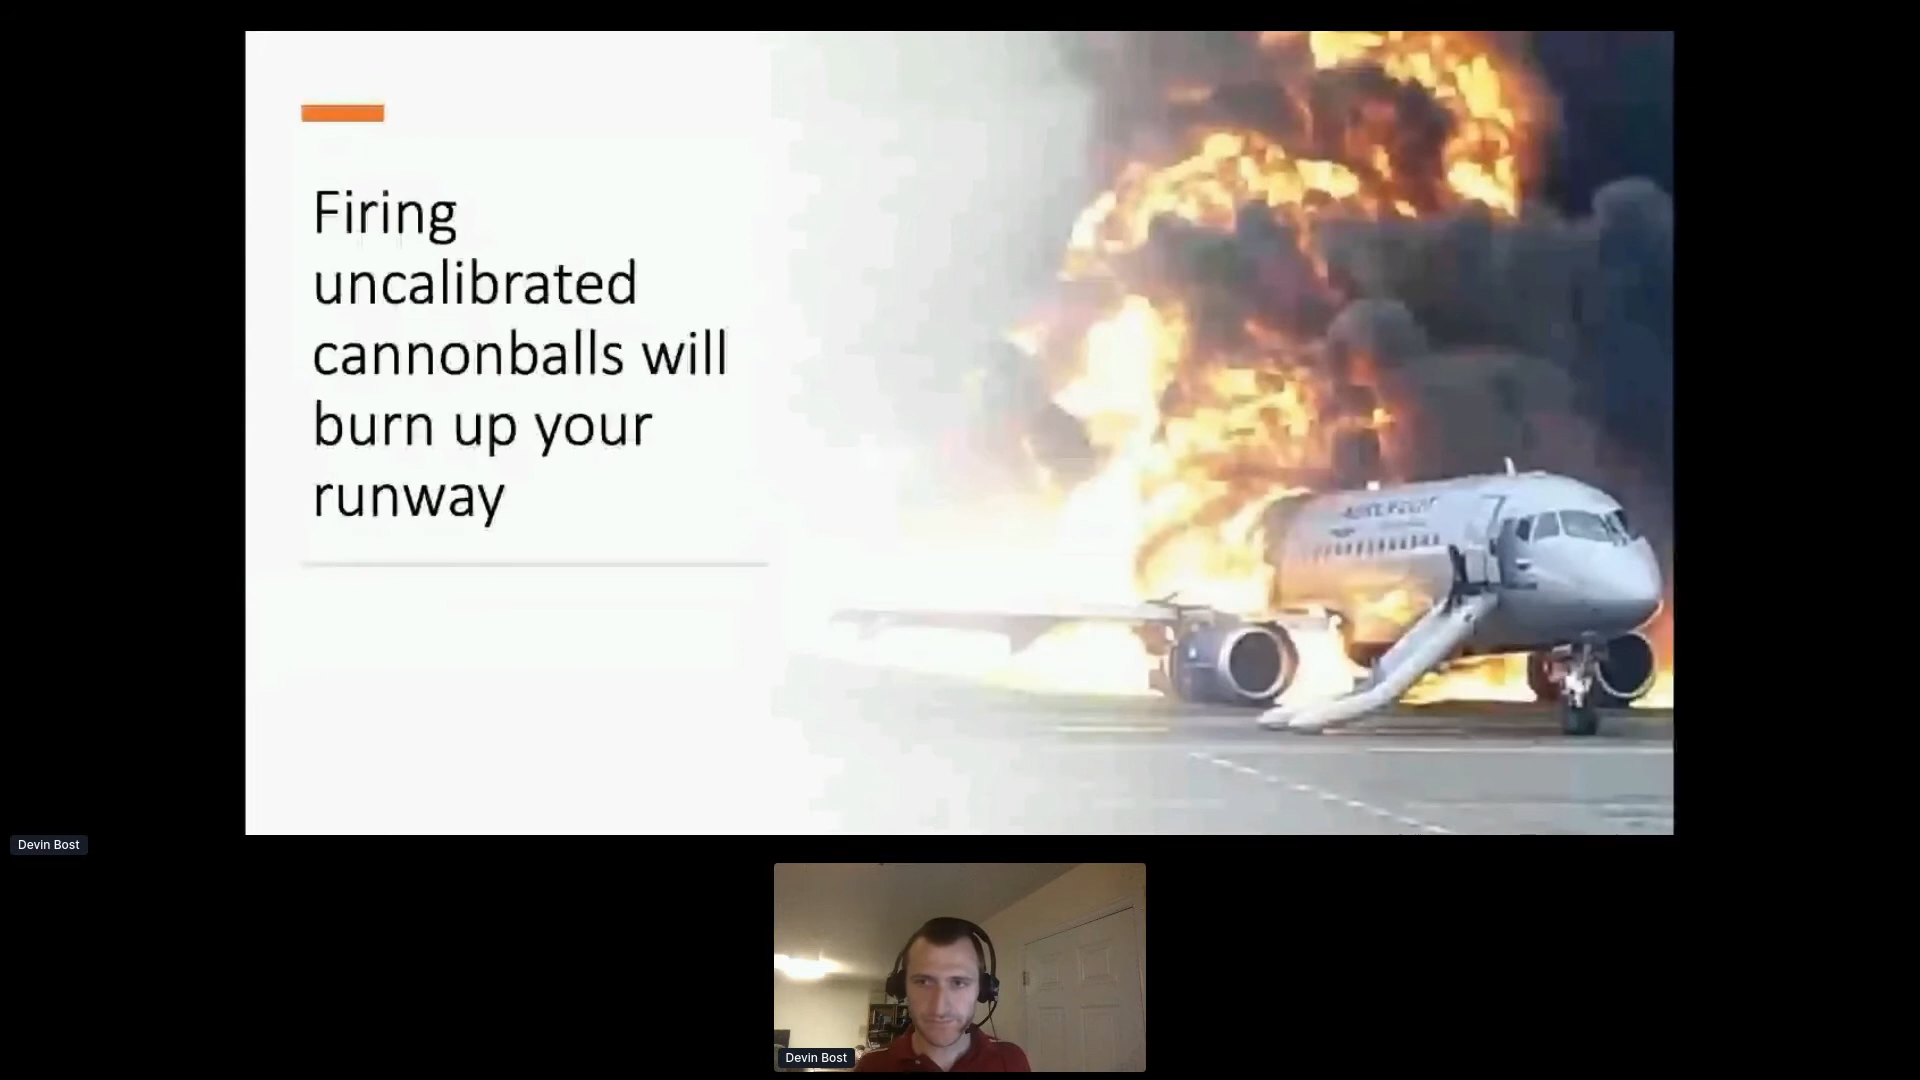 Firing
uncalibrated
cannonballs will
burn up your
runway
Devin Bost
Devin Bost